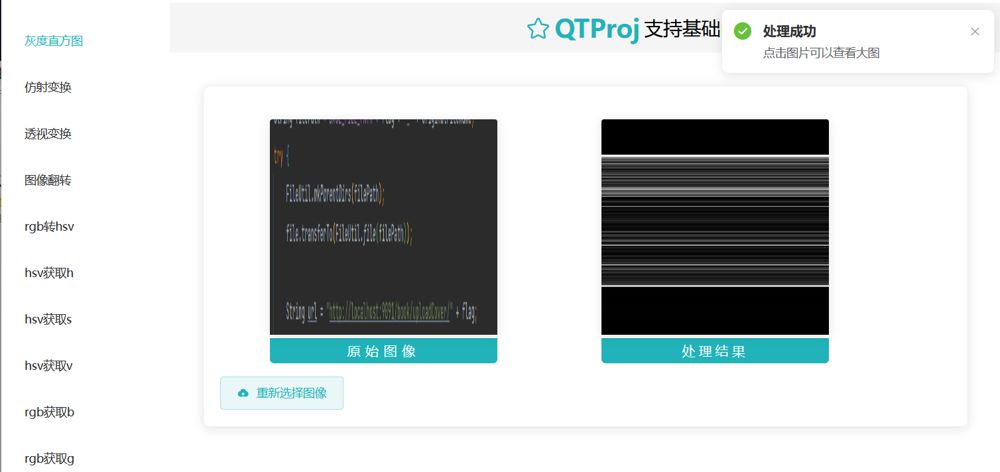 灰度直方图
仿射变换
透视变换
图像翻转
rgb转hsv
hsv获取h
hsv获取s
hsv获取v
rgb获取b
rgb获取g
QTProj 支持基础
处理成功
点击图片可以查看大图
try {
FileUtil.mkParentDirs(filePath);
file.transferTo(FileUtil.file(filePath));
String url = "http://localhost:9091/book/uploadCover/" + flag;
原始图像
处理结果
重新选择图像